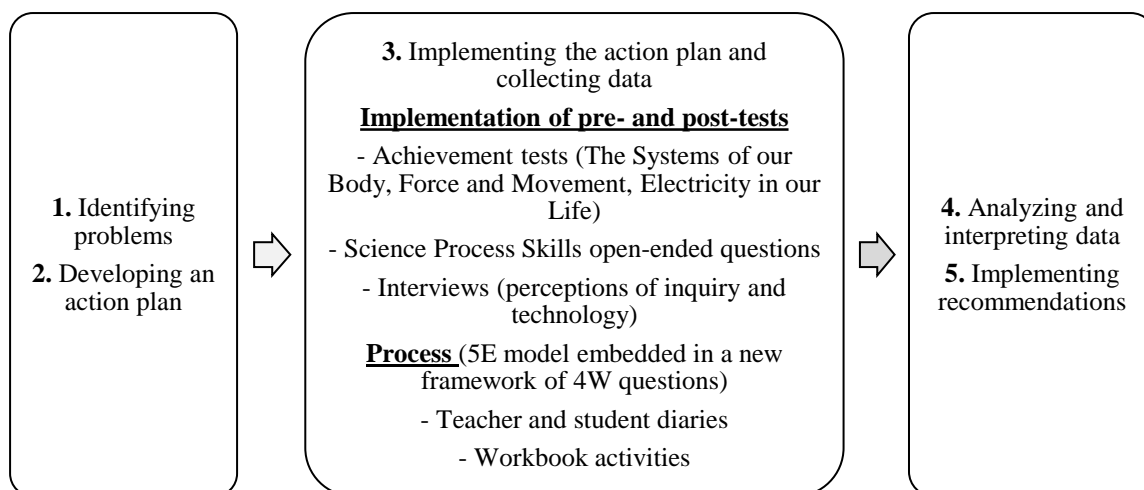 1. Identifying
problems
2. Developing an
action plan
3. Implementing the action plan and
collecting data
Implementation of pre- and post-tests
- Achievement tests (The Systems of our
Body, Force and Movement, Electricity in our
Life)
- Science Process Skills open-ended questions
- Interviews (perceptions of inquiry and
technology)
Process (5E model embedded in a new
framework of 4W questions)
- Teacher and student diaries
- Workbook activities
4. Analyzing and
interpreting data
5. Implementing
recommendations